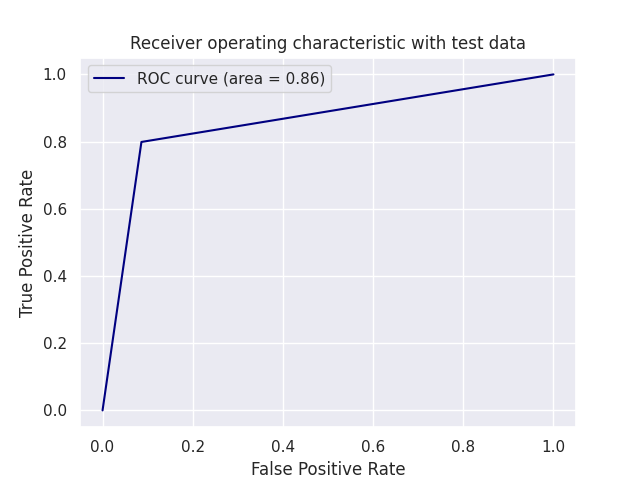 Receiver operating characteristic with test data
ROC curve (area = 0.86)
1.0
0.8
0.6
0.4
0.2
0.0
True Positive Rate
0.0 0.2 0.4 0.6 0.8 1.0
False Positive Rate